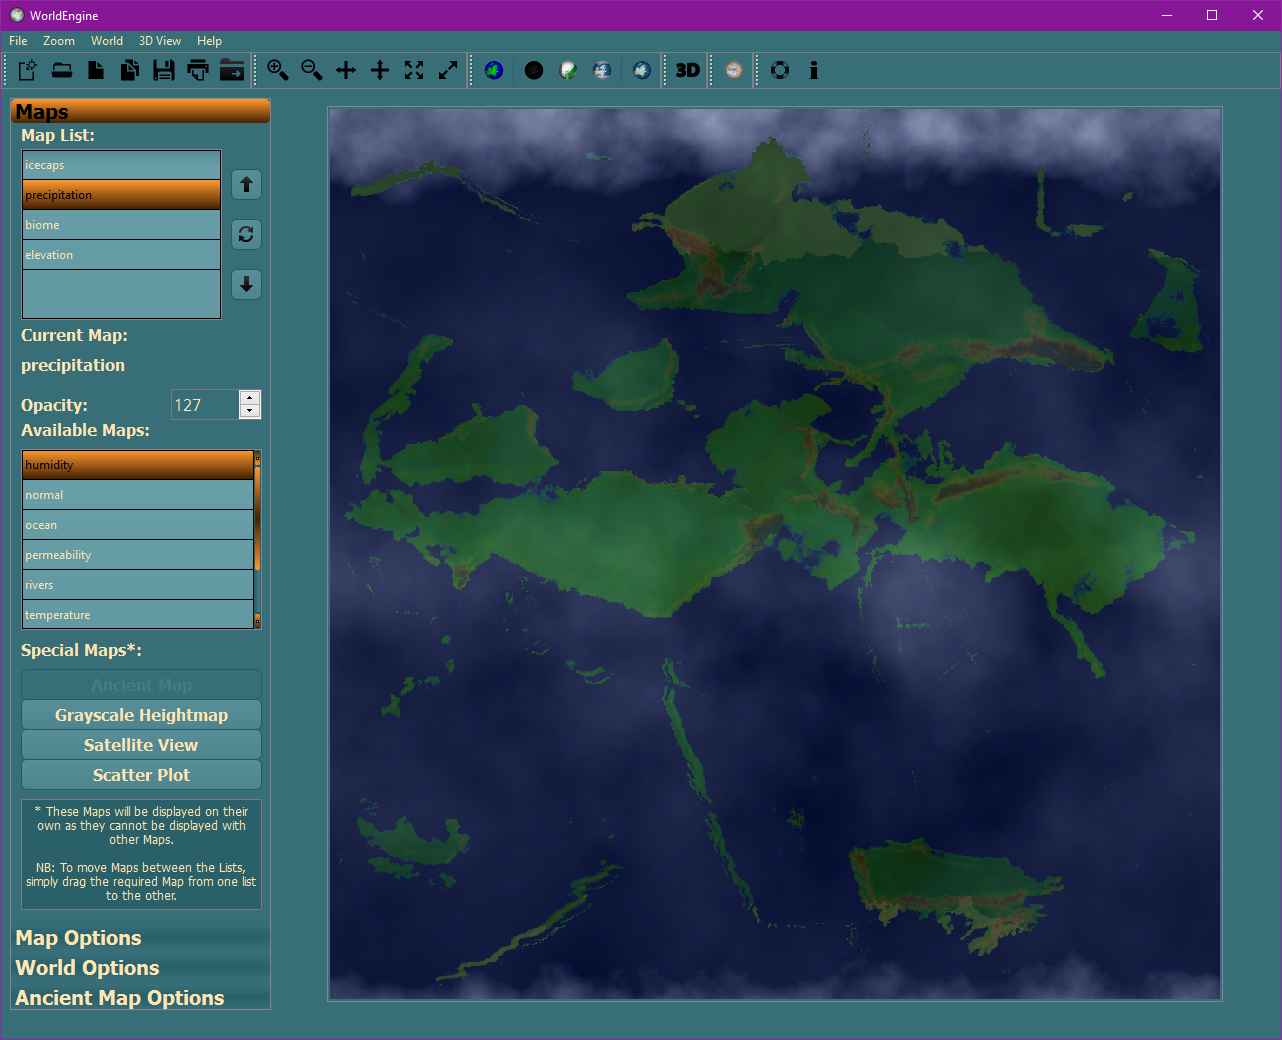 WorldEngine
File Zoom World 3D View Help
3D
Maps
Map List:
icecaps
precipitation
biome
elevation
Current Map:
precipitation
Opacity: 127
Available Maps:
humidity
normal
ocean
permeability
rivers
temperature
Special Maps*:
Ancient Map
Grayscale Heightmap
Satellite View
Scatter Plot
* These Maps will be displayed on their
own as they cannot be displayed with
other Maps.
NB: To move Maps between the Lists,
simply drag the required Map from one list
to the other.
Map Options
World Options
Ancient Map Options